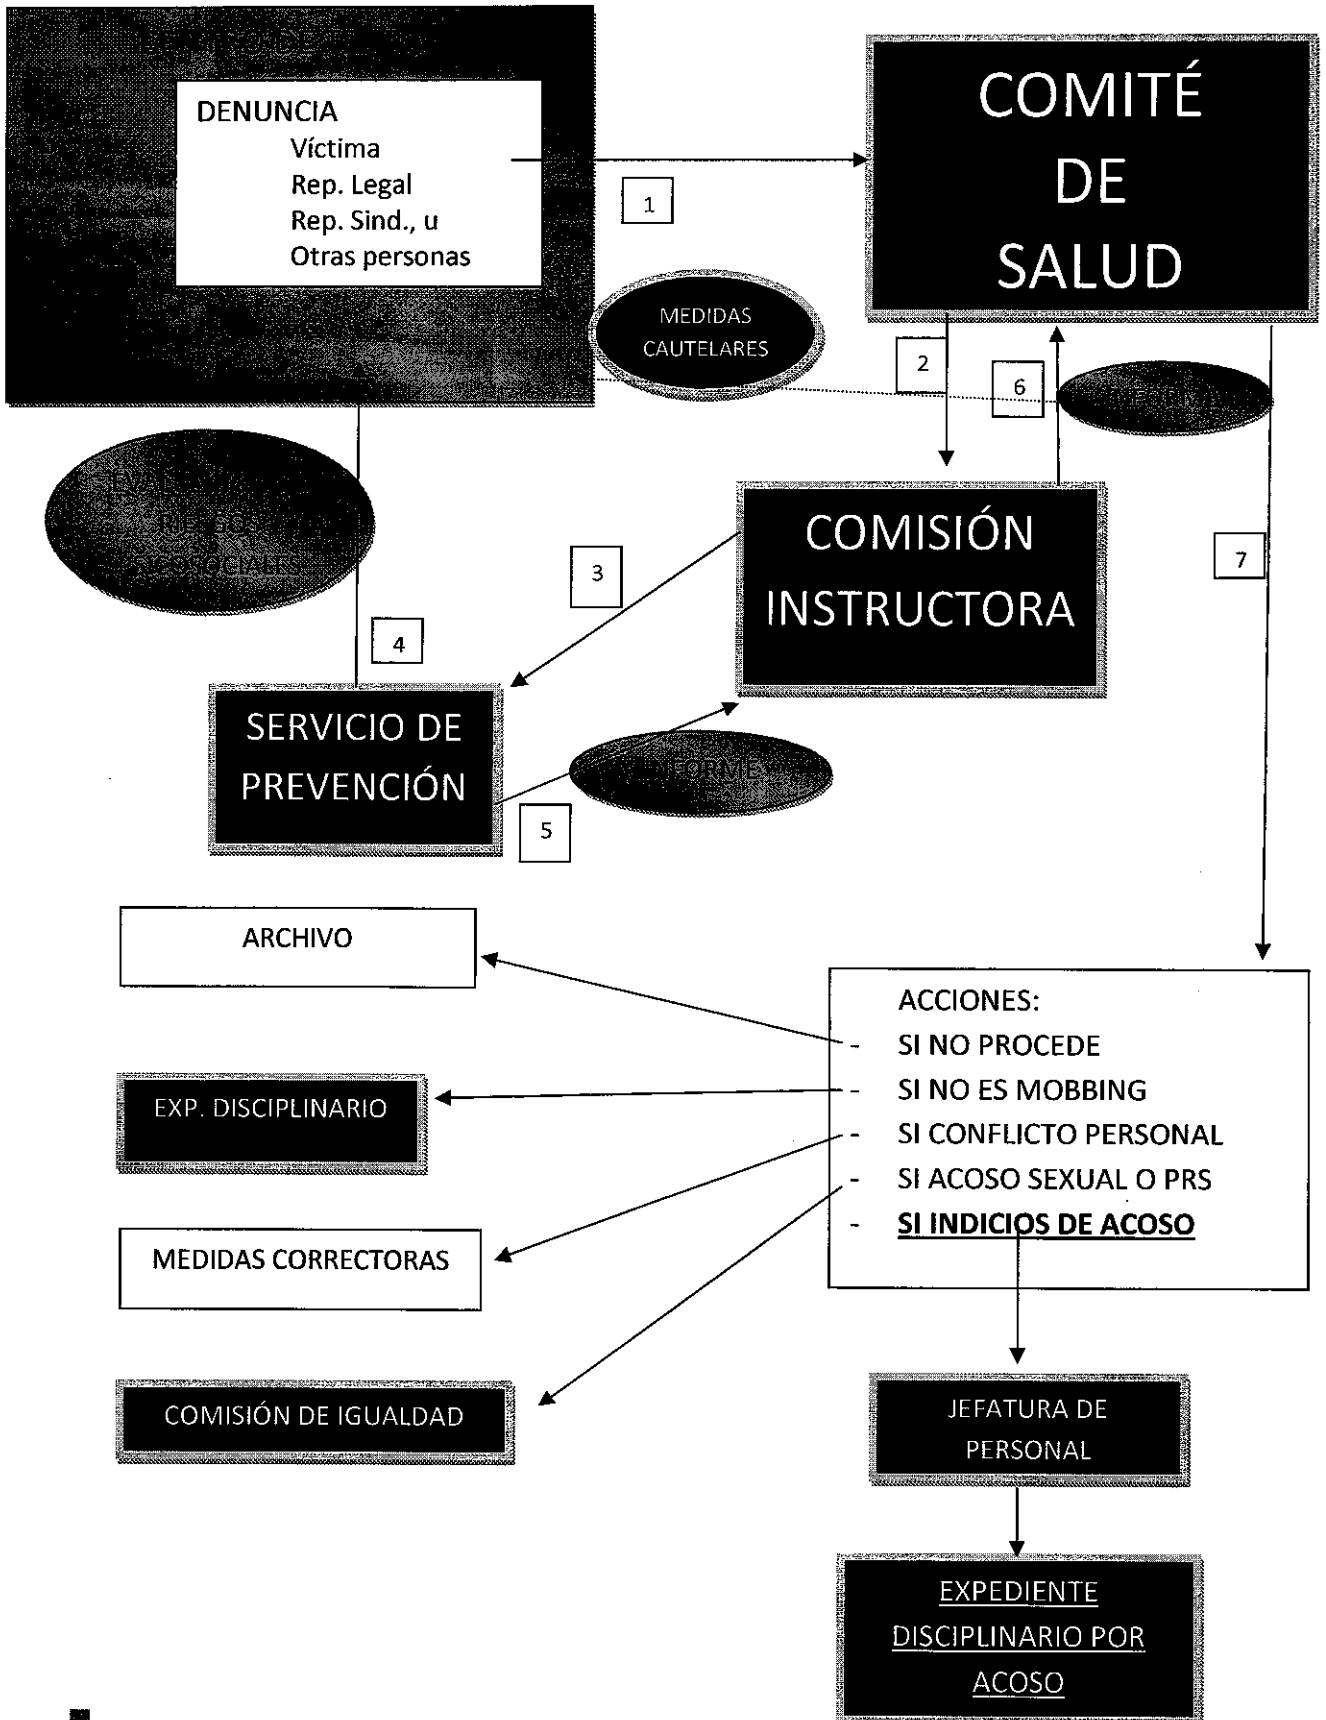 DENUNCIA
Víctima
Rep. Legal
Rep. Sind., u
Otras personas
1
COMITÉ
DE
SALUD
MEDIDAS
CAUTELARES
2
6
7
COMISIÓN
INSTRUCTORA
3
4
SERVICIO DE
PREVENCIÓN
5
ARCHIVO
EXP. DISCIPLINARIO
MEDIDAS CORRECTORAS
COMISIÓN DE IGUALDAD
ACCIONES:
- SI NO PROCEDE
- SI NO ES MOBBING
- SI CONFLICTO PERSONAL
- SI ACOSO SEXUAL O PRS
- SI INDICIOS DE ACOSO
JEFATURA DE
PERSONAL
EXPEDIENTE
DISCIPLINARIO POR
ACOSO